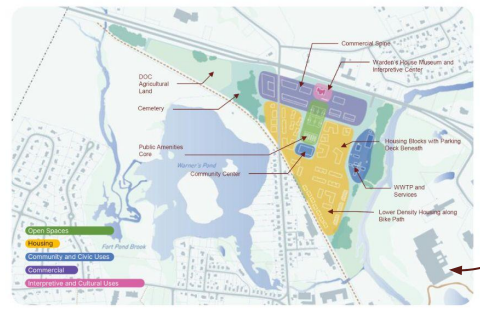 Commercial Spine
Warden's House Museum and
Interpretive Center
DOC
Agricultural
Land
Cemetery
Public Amenities
Core
Warner's Pond
Community Center
Housing Blocks with Parking
Deck Beneath
WWTP and
Services
Lower Density Housing along
Bike Path
Open Spaces
Housing
Fort Pond Brook
Community and Civic Uses
Commercial
Interpretive and Cultural Uses